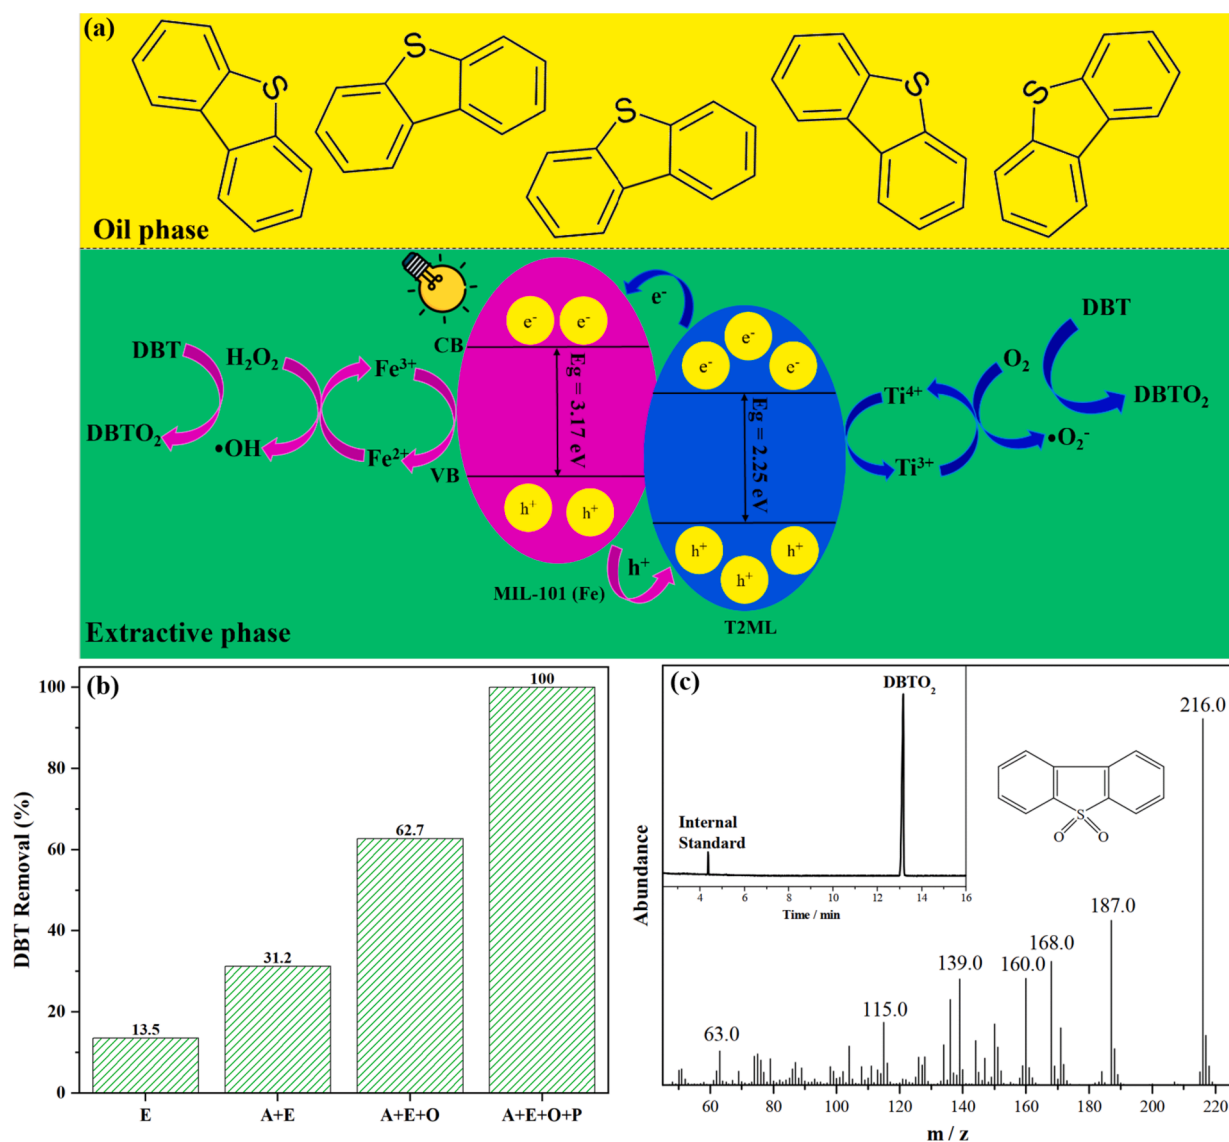 (a)
S
S
S
S
S
Oil phase
e⁻
e⁻ e⁻
CB
Eg = 3.17 eV
VB
h⁺ h⁺
h⁺
MIL-101 (Fe)
e⁻ e⁻ e⁻
Eg = 2.25 eV
h⁺ h⁺ h⁺
T2ML
DBT
H₂O₂
Fe³⁺
DBTO₂
•OH
Fe²⁺
DBT
O₂
Ti⁴⁺
DBTO₂
•O₂⁻
Ti³⁺
Extractive phase
(b)
DBT Removal (%)
100
80
60
40
20
0
13.5
31.2
62.7
100
E A+E A+E+O A+E+O+P
(c)
DBTO₂
Internal
Standard
4 6 8 10 12 14 16
Time / min
S
O O
Abundance
63.0
115.0
139.0
160.0
168.0
187.0
216.0
60 80 100 120 140 160 180 200 220
m / z